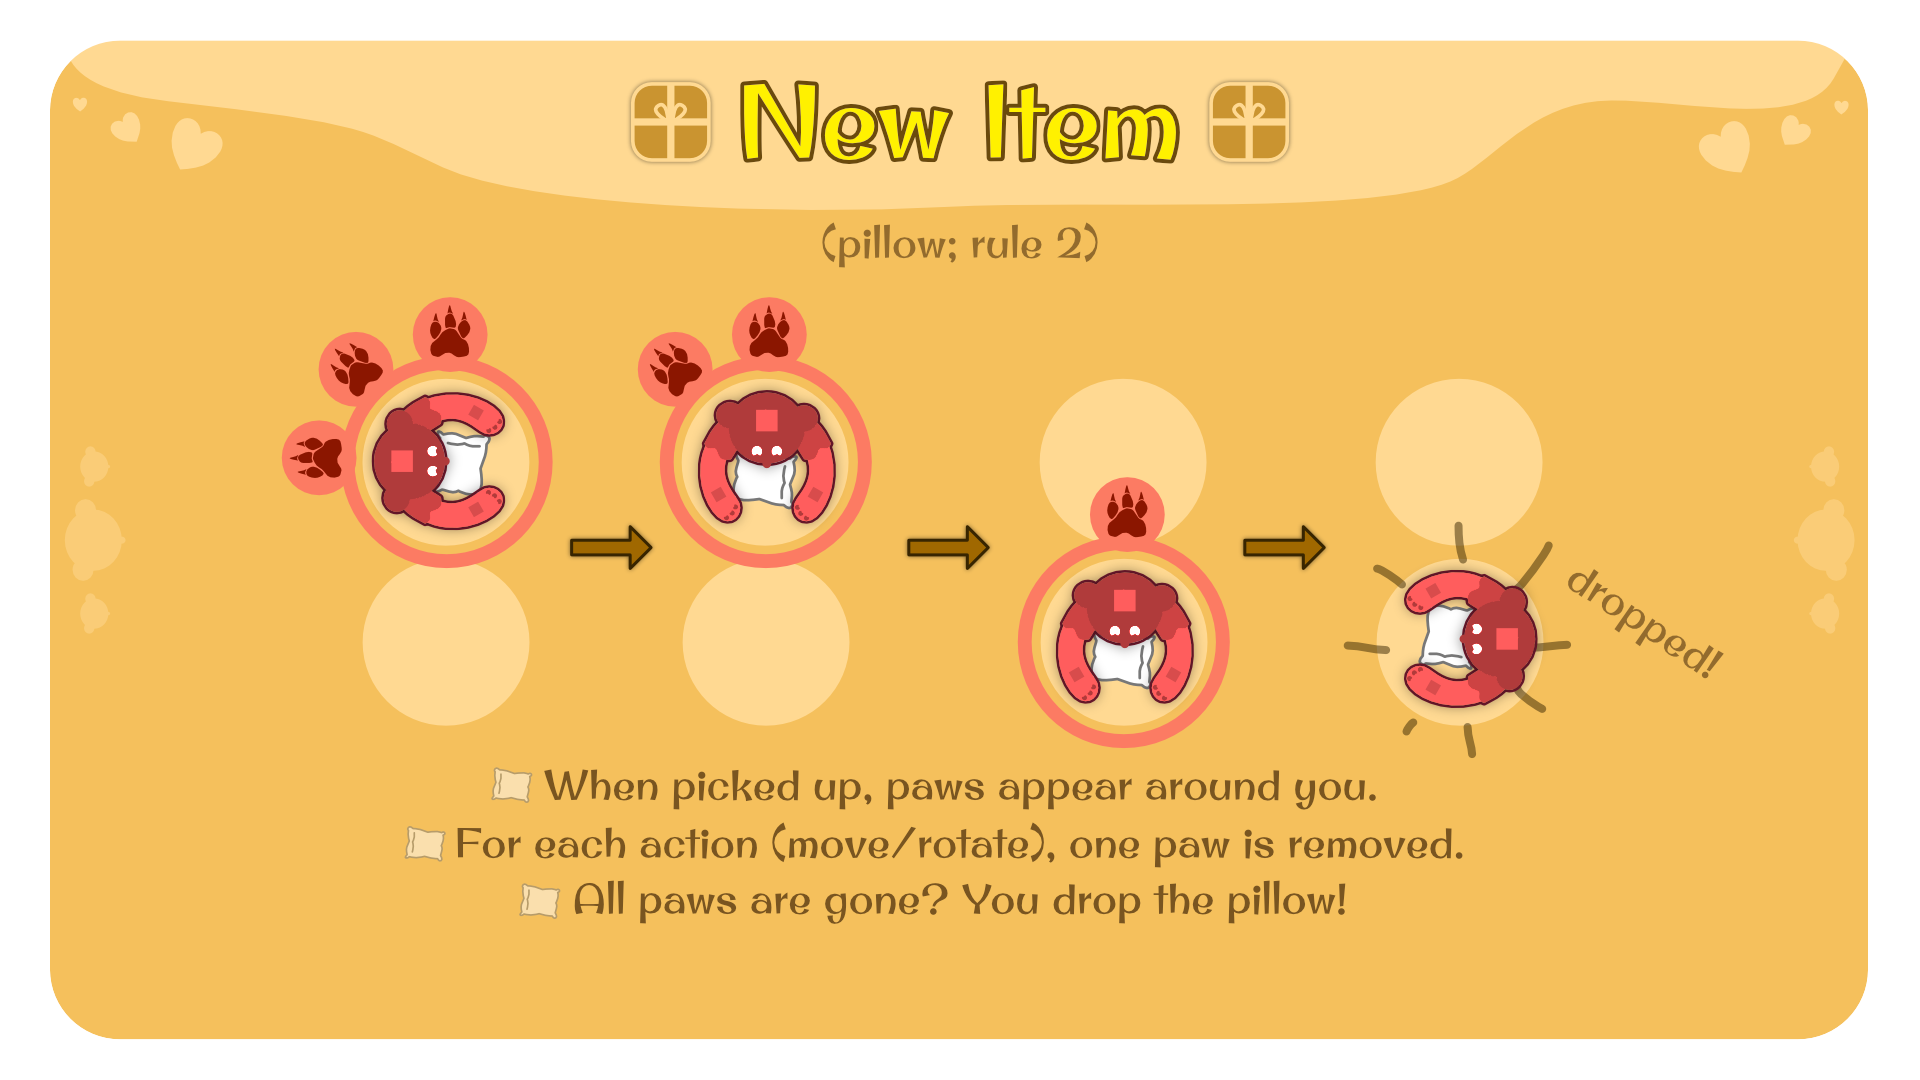 New Item
(pillow; rule 2)
dropped!
When picked up, paws appear around you.
For each action (move/rotate), one paw is removed.
All paws are gone? You drop the pillow!